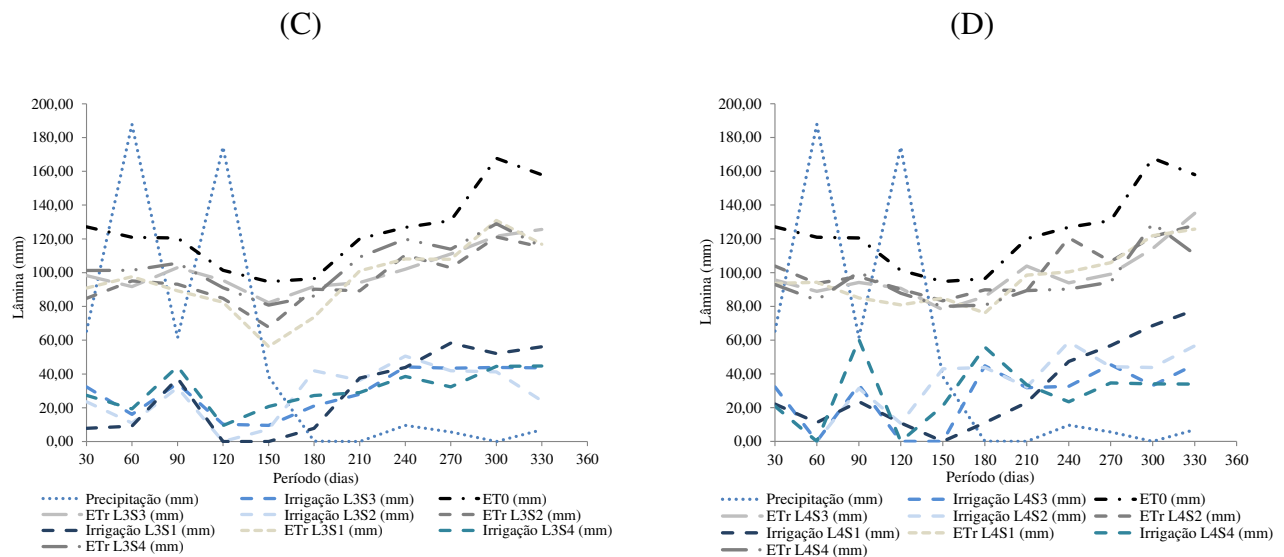 (C)
(D)
200,00
180,00
160,00
140,00
120,00
100,00
80,00
60,00
40,00
20,00
0,00
Lâmina (mm)
30 60 90 120 150 180 210 240 270 300 330 360
Período (dias)
Precipitação (mm) Irrigação L3S3 (mm) ET0 (mm)
ETr L3S3 (mm) Irrigação L3S2 (mm) ETr L3S2 (mm)
Irrigação L3S1 (mm) ETr L3S1 (mm) Irrigação L3S4 (mm)
ETr L3S4 (mm)
200,00
180,00
160,00
140,00
120,00
100,00
80,00
60,00
40,00
20,00
0,00
Lâmina (mm)
30 60 90 120 150 180 210 240 270 300 330 360
Período (dias)
Precipitação (mm) Irrigação L4S3 (mm) ET0 (mm)
ETr L4S3 (mm) Irrigação L4S2 (mm) ETr L4S2 (mm)
Irrigação L4S1 (mm) ETr L4S1 (mm) Irrigação L4S4 (mm)
ETr L4S4 (mm)